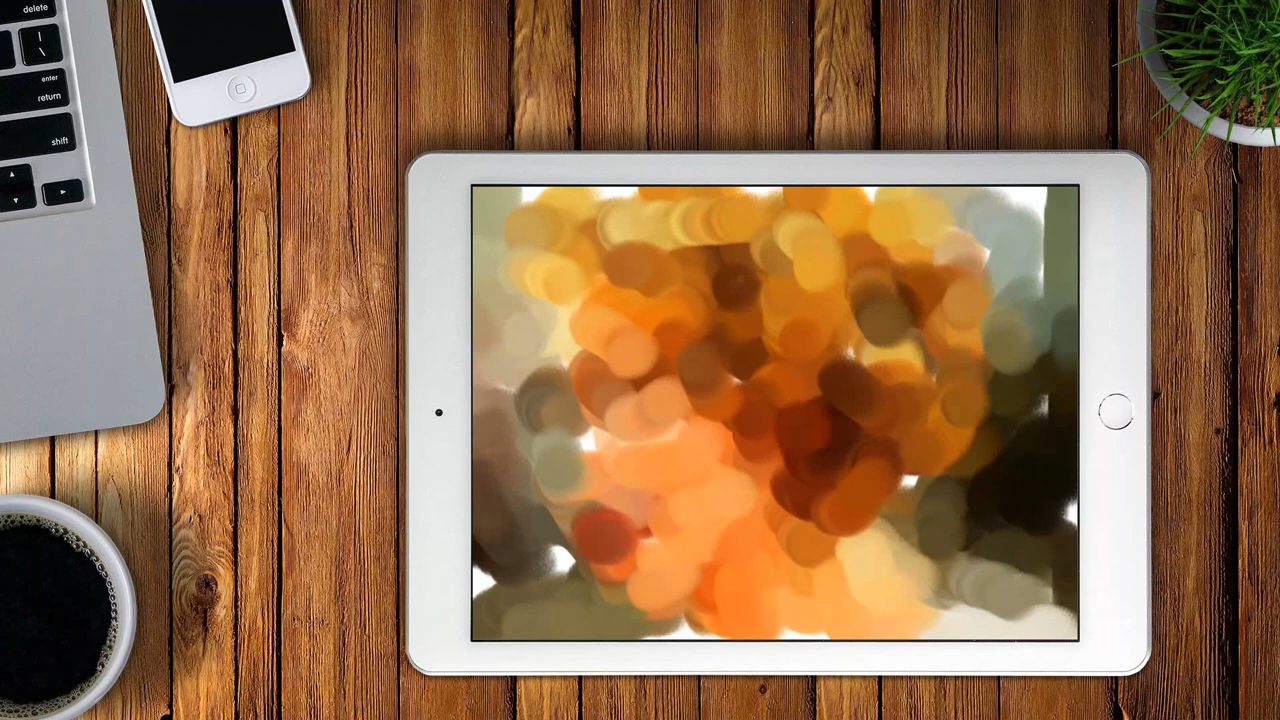 delete
|
\
enter
return
shift